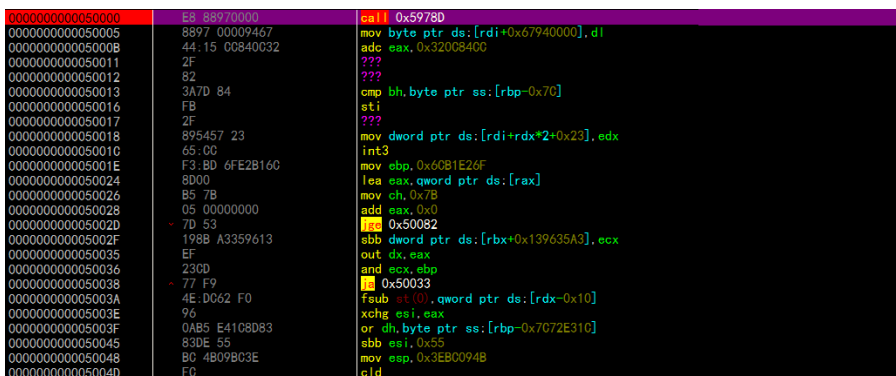 0000000000050000 E8 88970000 call 0x5978D
0000000000050005 8897 00009467 mov byte ptr ds:[rdi+0x67940000],dl
000000000005000B 44:15 CC840C32 adc eax,0x320C84CC
0000000000050011 2F ???
0000000000050012 82 ???
0000000000050013 3A7D 84 cmp bh,byte ptr ss:[rbp-0x7C]
0000000000050016 FB sti
0000000000050017 2F ???
0000000000050018 895457 23 mov dword ptr ds:[rdi+rdx*2+0x23],edx
000000000005001C 65:CC int3
000000000005001E F3:BD 6FE2B16C mov ebp,0x6CB1E26F
0000000000050024 8D00 lea eax,qword ptr ds:[rax]
0000000000050026 B5 7B mov ch,0x7B
0000000000050028 05 00000000 add eax,0x0
000000000005002D 7D 53 jge 0x50082
000000000005002F 198B A3359613 sbb dword ptr ds:[rbx+0x139635A3],ecx
0000000000050035 EF out dx,eax
0000000000050036 23CD and ecx,ebp
0000000000050038 77 F9 ja 0x50033
000000000005003A 4E:DC62 F0 fsub st(0),qword ptr ds:[rdx-0x10]
000000000005003E 96 xchg esi,eax
000000000005003F 0AB5 E41C8D83 or dh,byte ptr ss:[rbp-0x7C72E31C]
0000000000050045 83DE 55 sbb esi,0x55
0000000000050048 BC 4B09BC3E mov esp,0x3EBC094B
000000000005004D FC cld